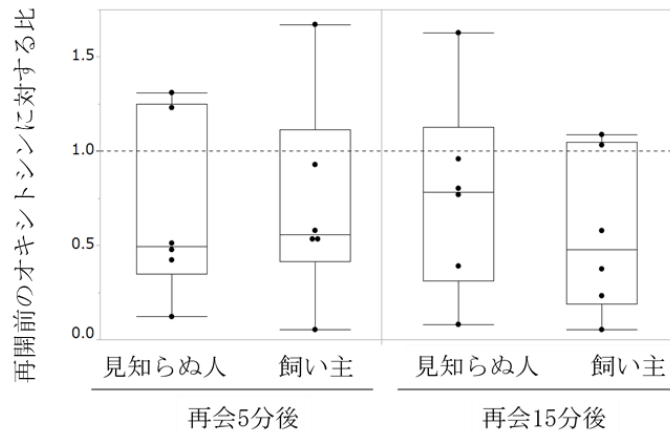 再開前のオキシトシンに対する比
1.5
1.0
0.5
0.0
見知らぬ人 飼い主 見知らぬ人 飼い主
再会5分後 再会15分後